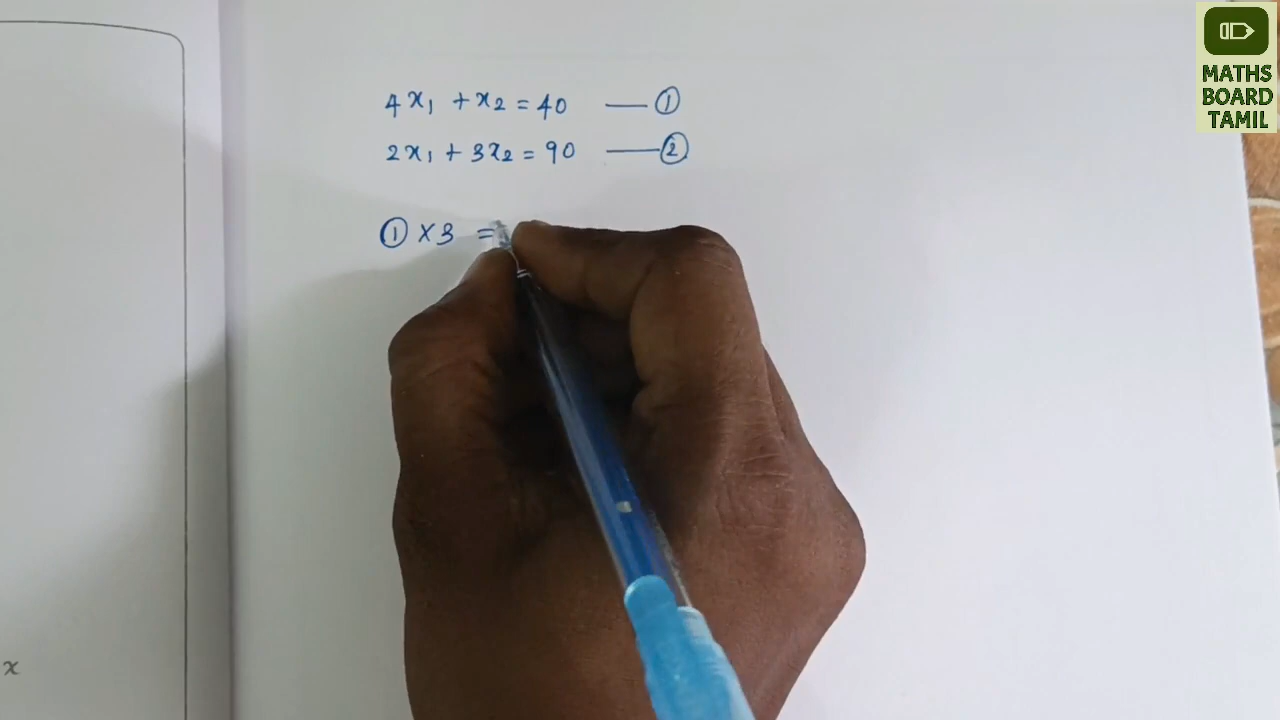 4x₁ + x₂ = 40 —— ①
2x₁ + 3x₂ = 90 —— ②
① × 3 =
x
MATHS
BOARD
TAMIL